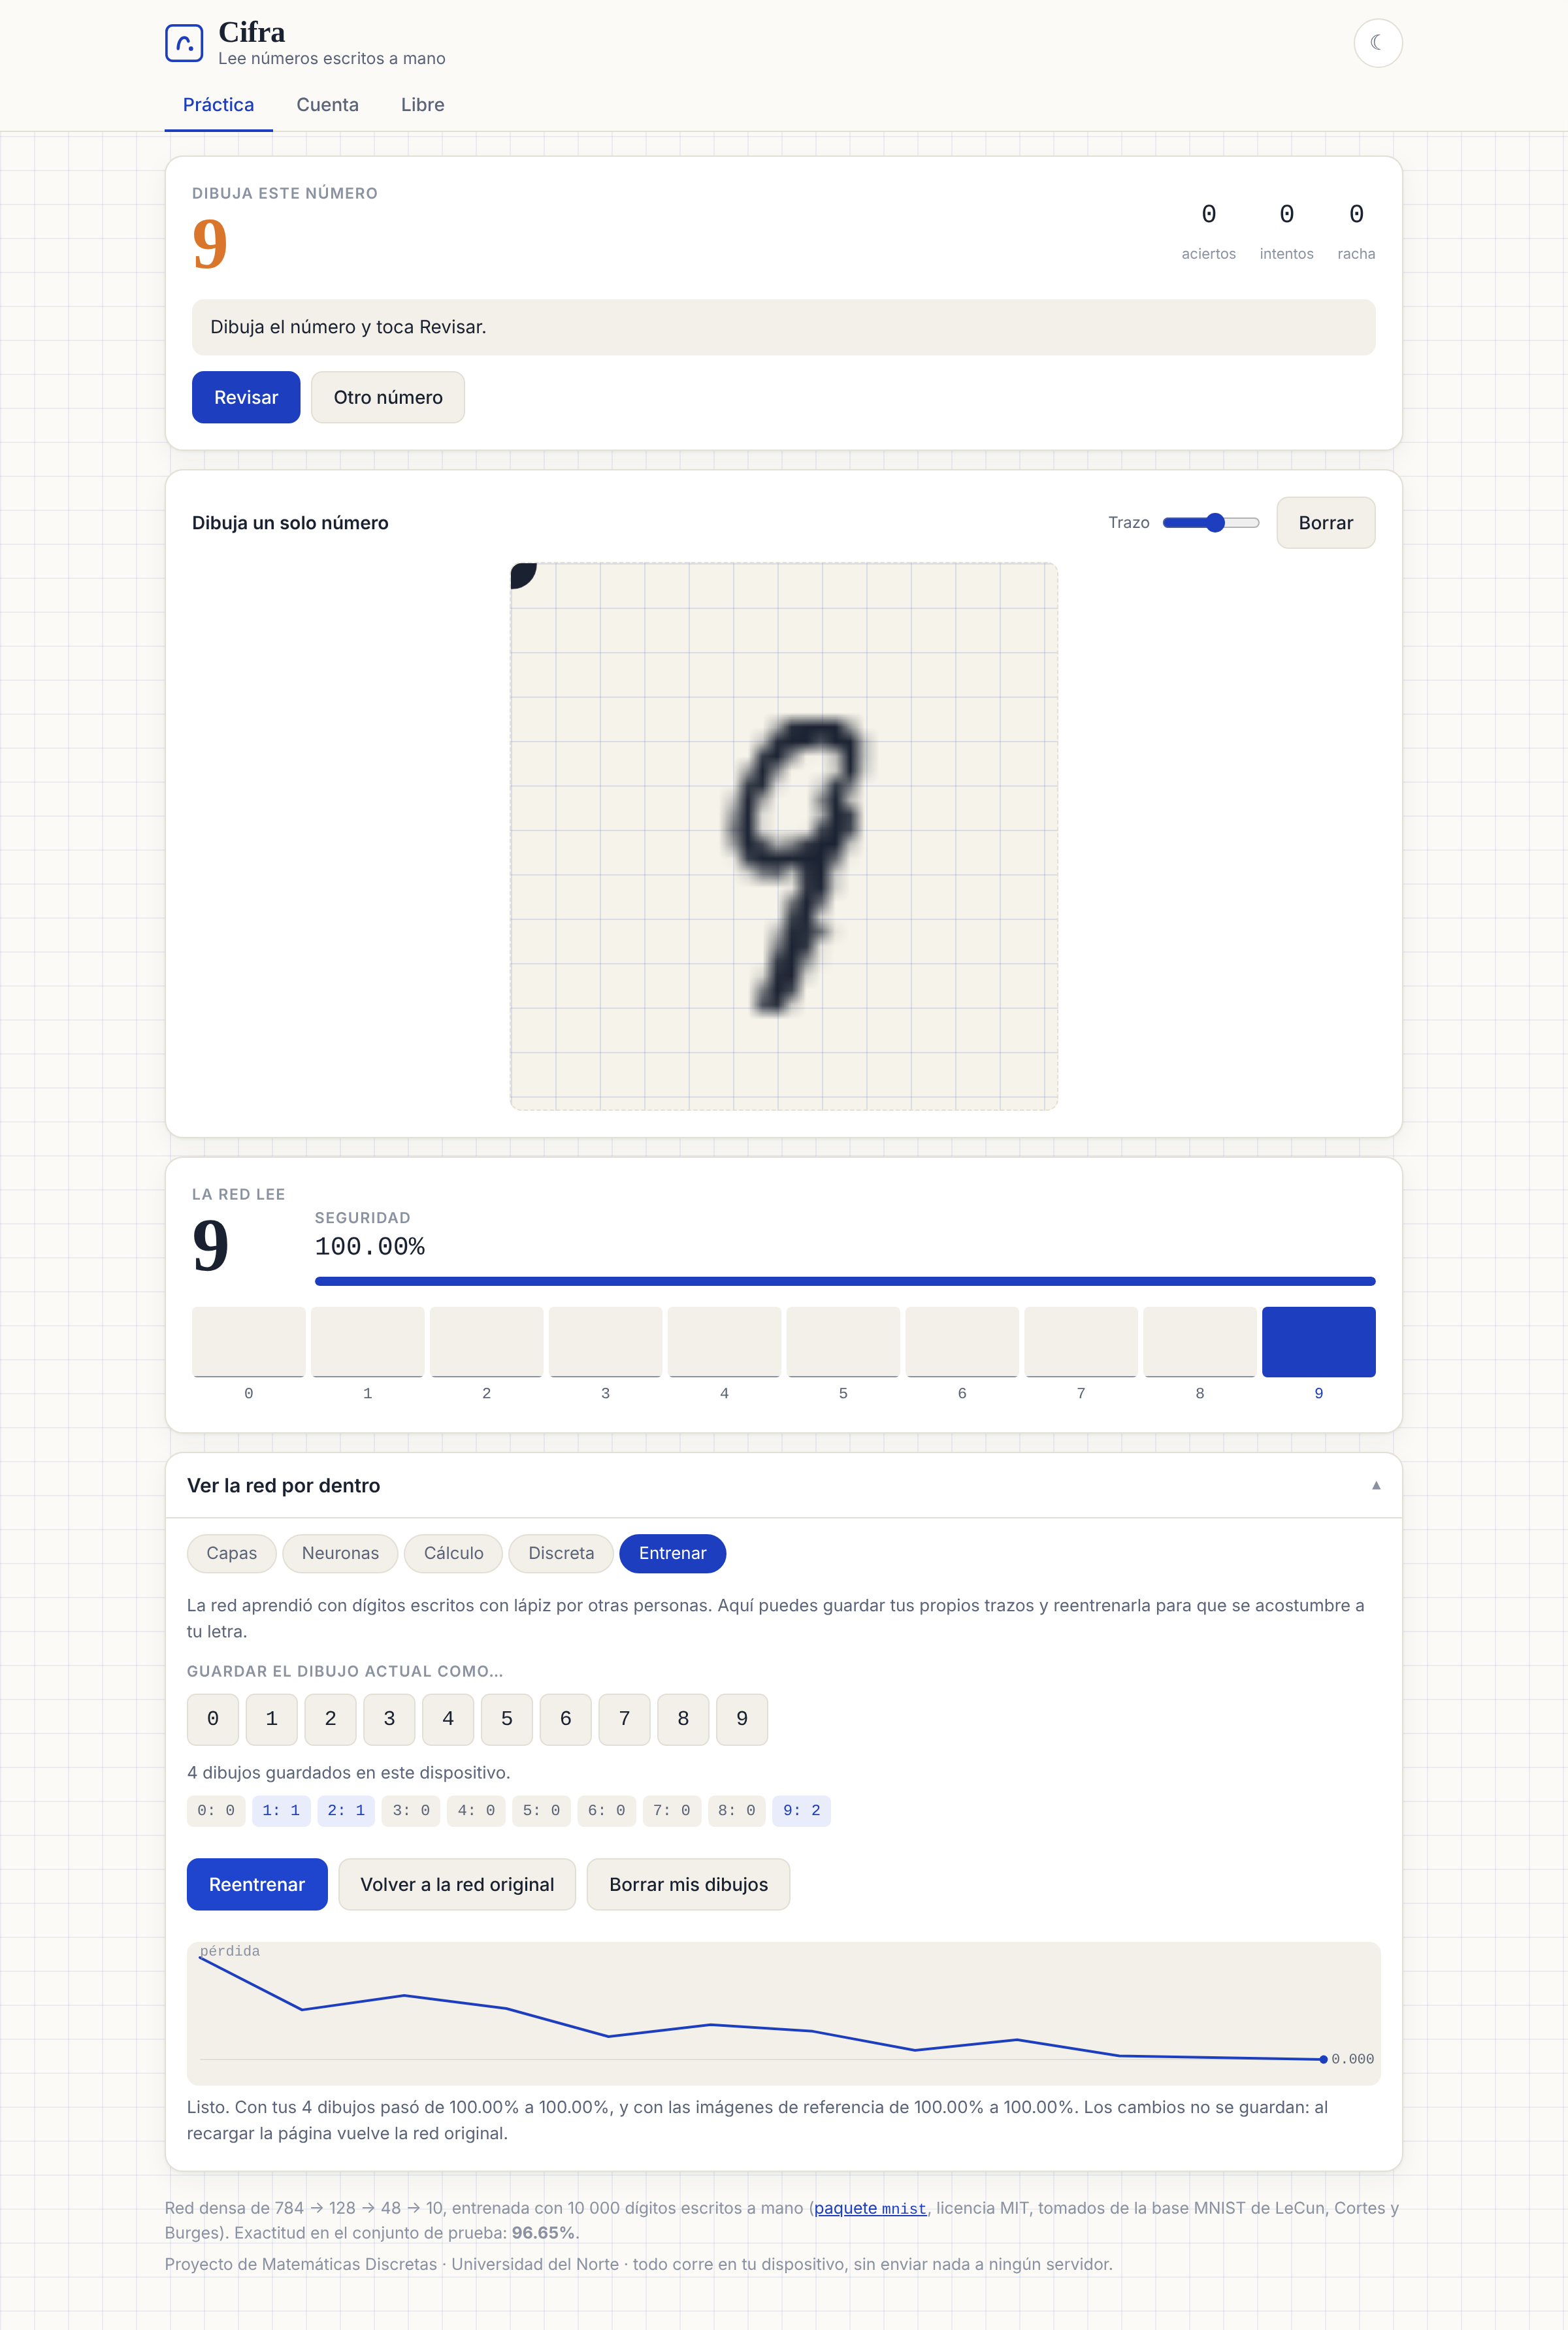 Cifra
Lee números escritos a mano
Práctica Cuenta Libre
DIBUJA ESTE NÚMERO
9
0 0 0
aciertos intentos racha
Dibuja el número y toca Revisar.
Revisar Otro número
Dibuja un solo número
Trazo Borrar
9
LA RED LEE
9
SEGURIDAD
100.00%
0 1 2 3 4 5 6 7 8 9
Ver la red por dentro
Capas Neuronas Cálculo Discreta Entrenar
La red aprendió con dígitos escritos con lápiz por otras personas. Aquí puedes guardar tus propios trazos y reentrenarla para que se acostumbre a
tu letra.
GUARDAR EL DIBUJO ACTUAL COMO…
0 1 2 3 4 5 6 7 8 9
4 dibujos guardados en este dispositivo.
0: 0 1: 1 2: 1 3: 0 4: 0 5: 0 6: 0 7: 0 8: 0 9: 2
Reentrenar Volver a la red original Borrar mis dibujos
pérdida
0.000
Listo. Con tus 4 dibujos pasó de 100.00% a 100.00%, y con las imágenes de referencia de 100.00% a 100.00%. Los cambios no se guardan: al
recargar la página vuelve la red original.
Red densa de 784 → 128 → 48 → 10, entrenada con 10 000 dígitos escritos a mano (paquete mnist, licencia MIT, tomados de la base MNIST de LeCun, Cortes y
Burges). Exactitud en el conjunto de prueba: 96.65%.
Proyecto de Matemáticas Discretas · Universidad del Norte · todo corre en tu dispositivo, sin enviar nada a ningún servidor.